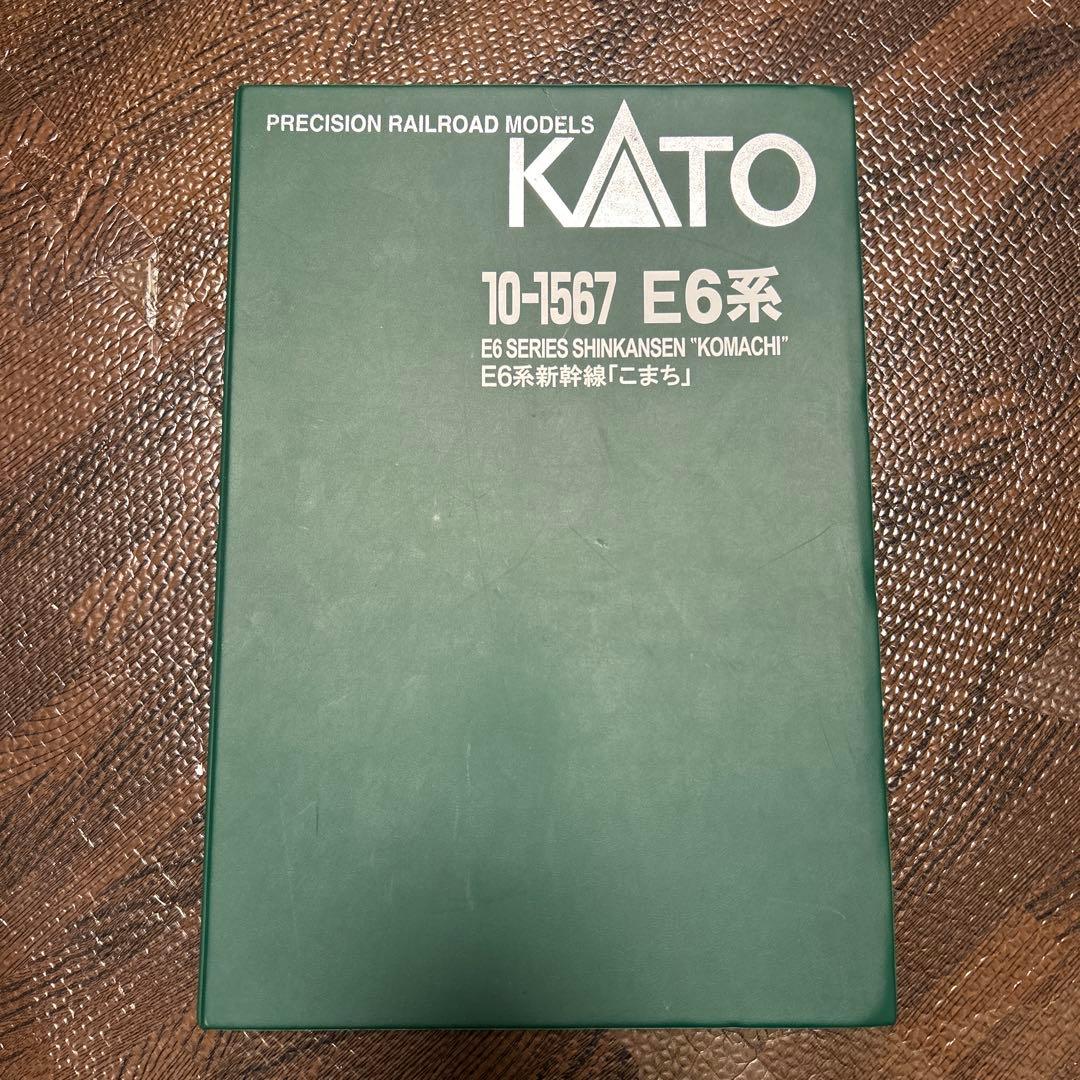 PRECISION RAILROAD MODELS
KATO
10-1567 E6系
E6 SERIES SHINKANSEN "KOMACHI"
E6系新幹線「こまち」